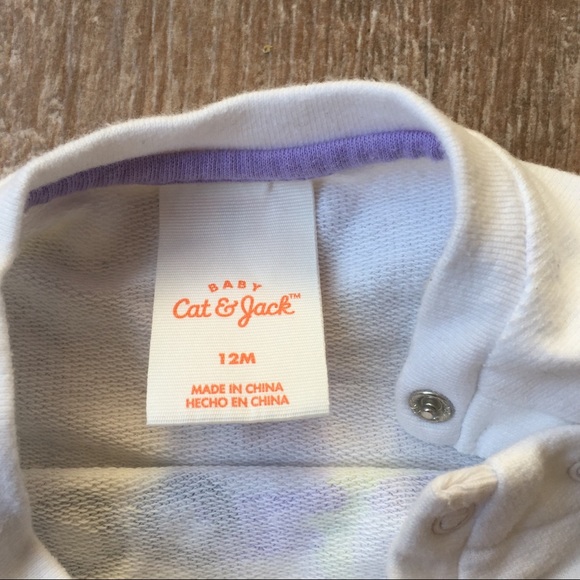 BABY
Cat & Jack™
12M
MADE IN CHINA
HECHO EN CHINA